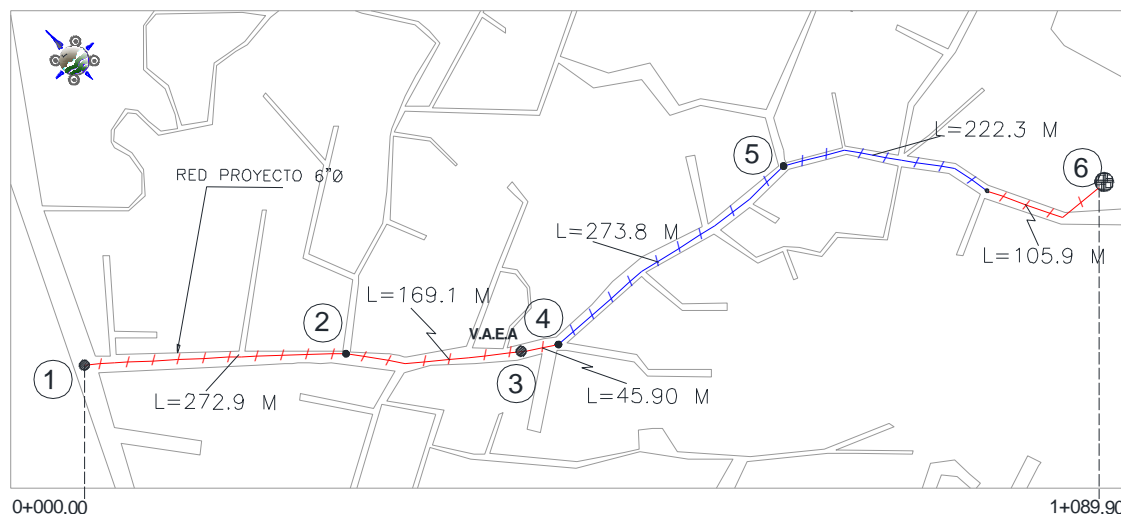 L=222.3 M
5
6
RED PROYECTO 6"Ø
L=273.8 M
L=105.9 M
L=169.1 M
2
V.A.E.A
4
1
3
L=272.9 M
L=45.90 M
0+000.00
1+089.90